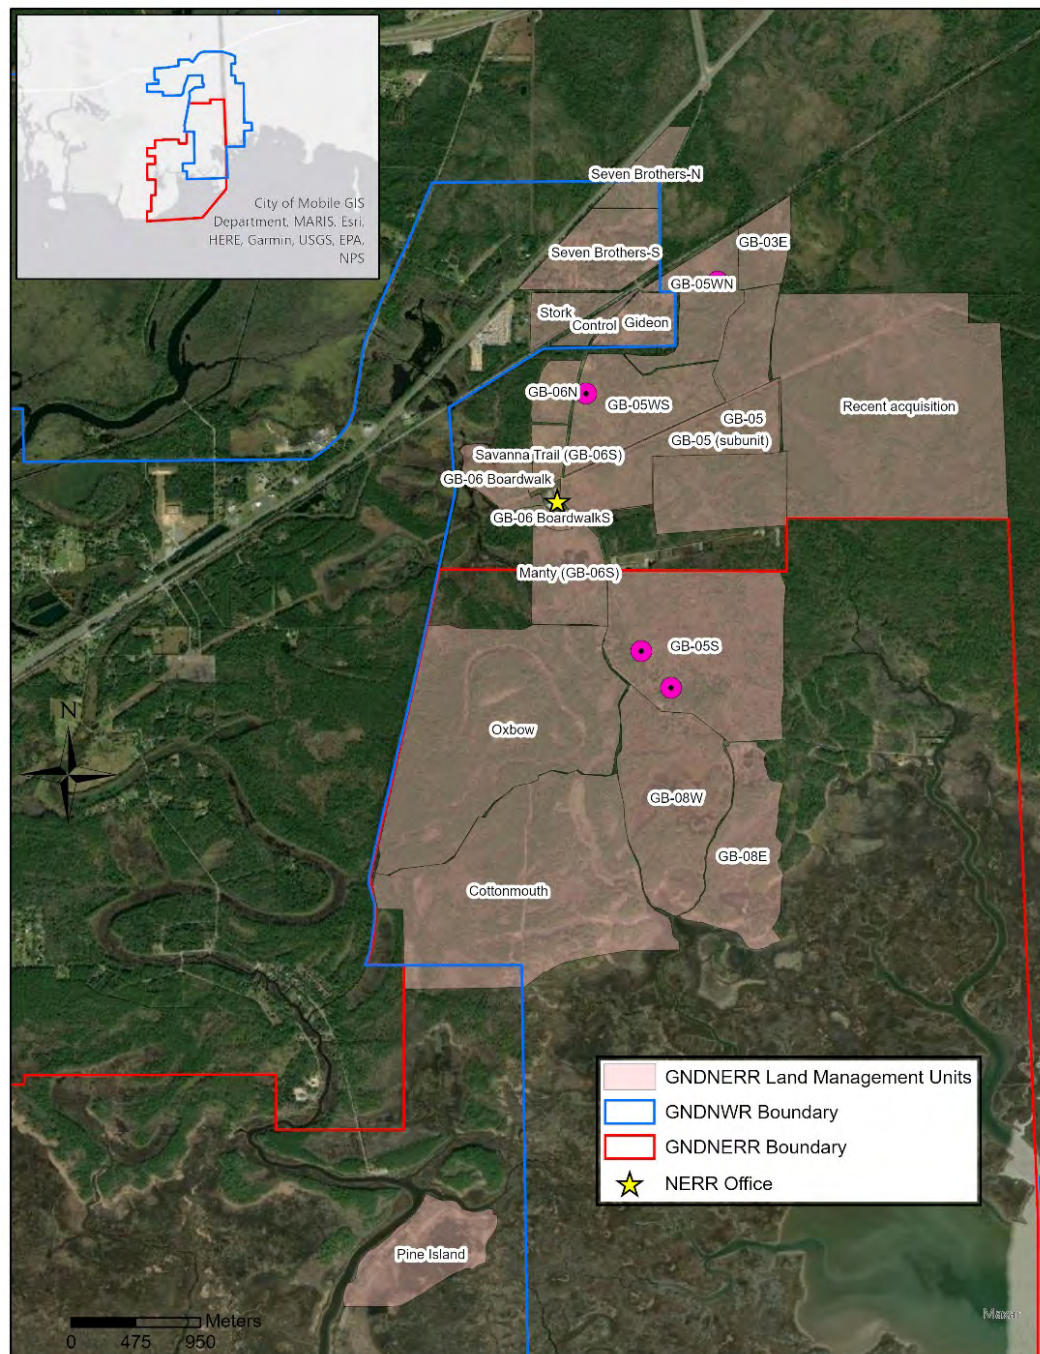 City of Mobile GIS
Department, MARIS, Esri,
HERE, Garmin, USGS, EPA,
NPS
Seven Brothers-N
GB-03E
Seven Brothers-S
GB-05WN
Stork
Control
Gideon
GB-06N
GB-05WS
Recent acquisition
GB-05
GB-05 (subunit)
Savanna Trail (GB-06S)
GB-06 Boardwalk
GB-06 BoardwalkS
Manty (GB-06S)
GB-05S
N
Oxbow
GB-08W
GB-08E
Cottonmouth
GNDNERR Land Management Units
GNDNWR Boundary
GNDNERR Boundary
NERR Office
Pine Island
Meters
0 475 950
Maxar